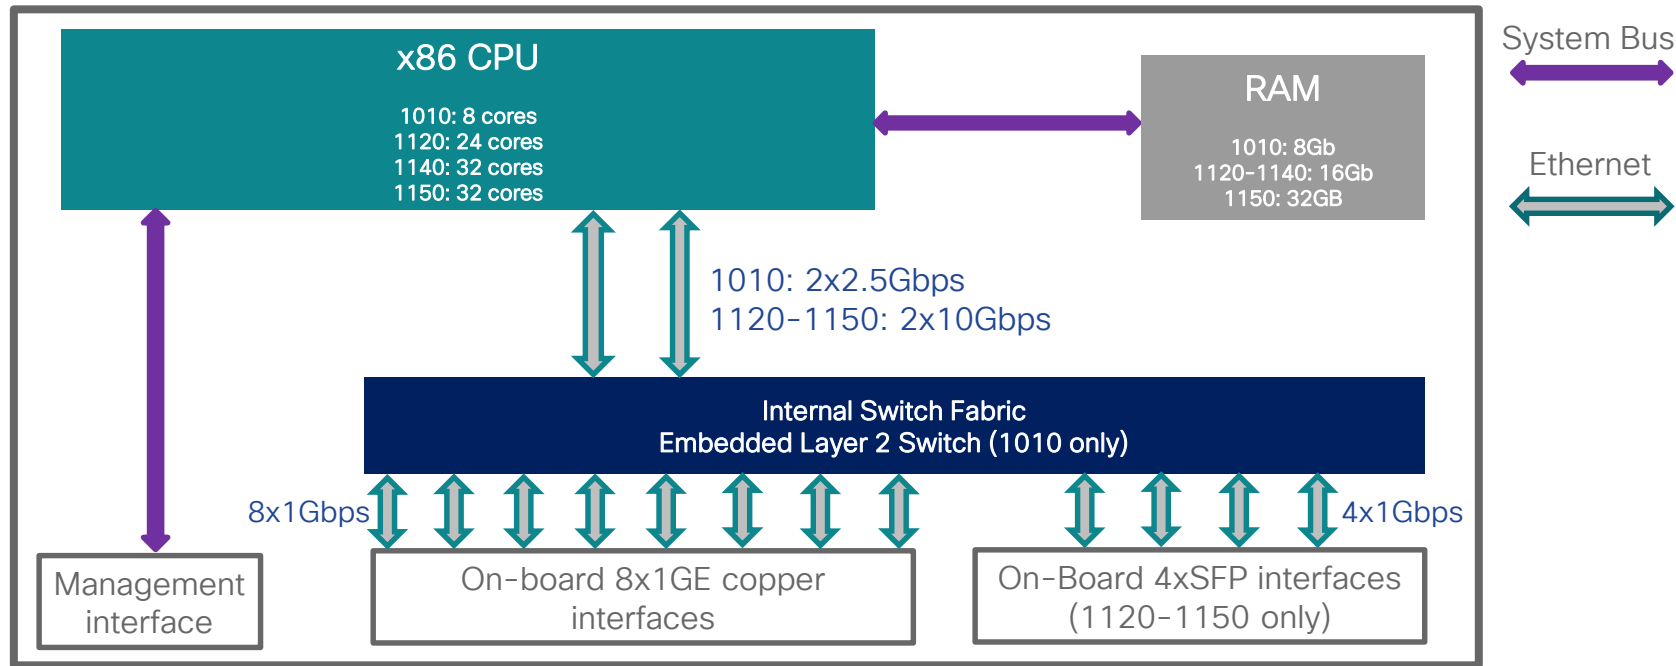 x86 CPU
1010: 8 cores
1120: 24 cores
1140: 32 cores
1150: 32 cores
RAM
1010: 8Gb
1120-1140: 16Gb
1150: 32GB
System Bus
Ethernet
1010: 2x2.5Gbps
1120-1150: 2x10Gbps
Internal Switch Fabric
Embedded Layer 2 Switch (1010 only)
8x1Gbps
4x1Gbps
Management
interface
On-board 8x1GE copper
interfaces
On-Board 4xSFP interfaces
(1120-1150 only)